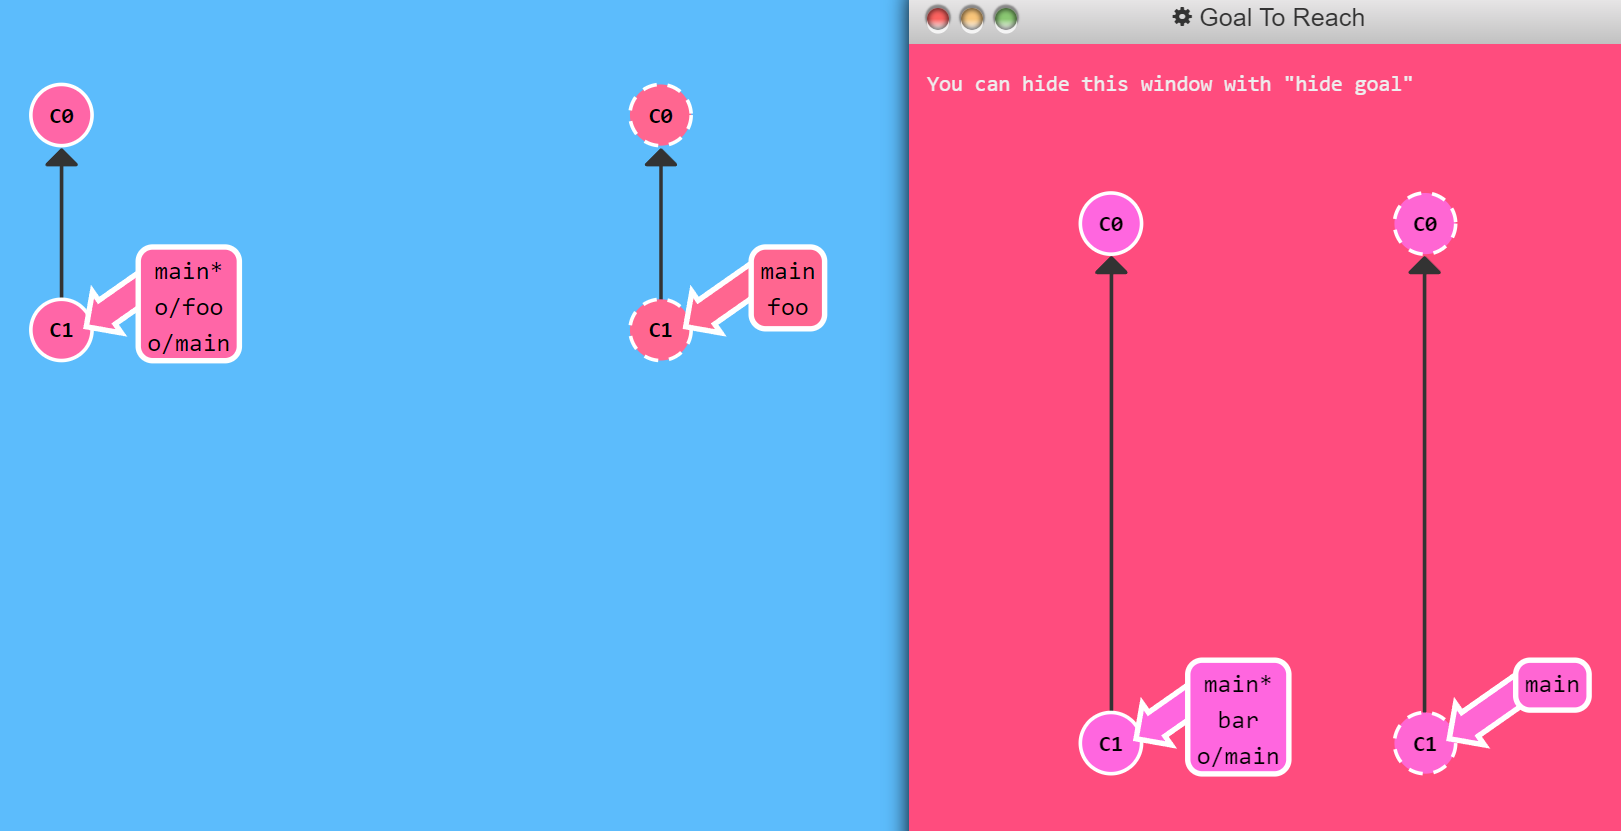 C0
C1
main*
o/foo
o/main
C0
C1
main
foo
Goal To Reach
You can hide this window with "hide goal"
C0
C1
main*
bar
o/main
C0
C1
main